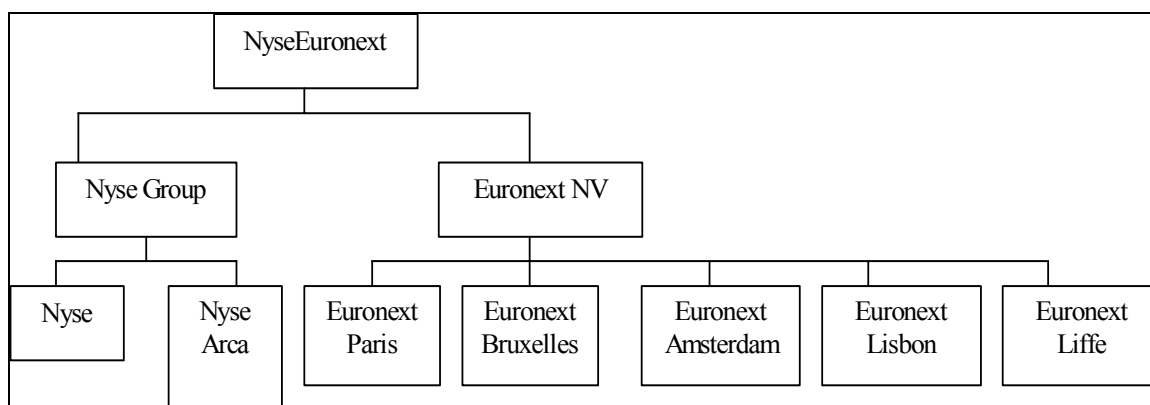 NyseEuronext
Nyse Group
Euronext NV
Nyse
Nyse
Arca
Euronext
Paris
Euronext
Bruxelles
Euronext
Amsterdam
Euronext
Lisbon
Euronext
Liffe